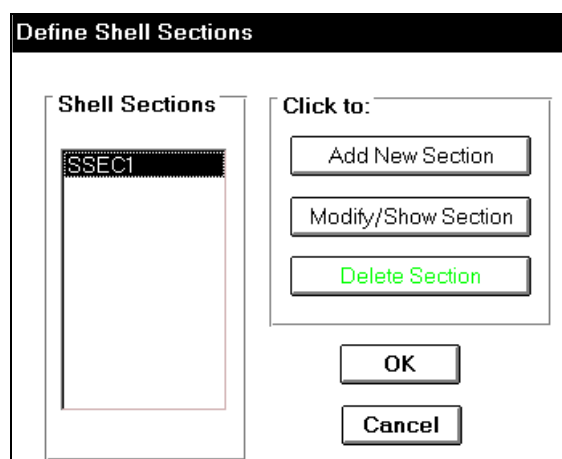 Define Shell Sections
Shell Sections
SSEC1
Click to:
Add New Section
Modify/Show Section
Delete Section
OK
Cancel